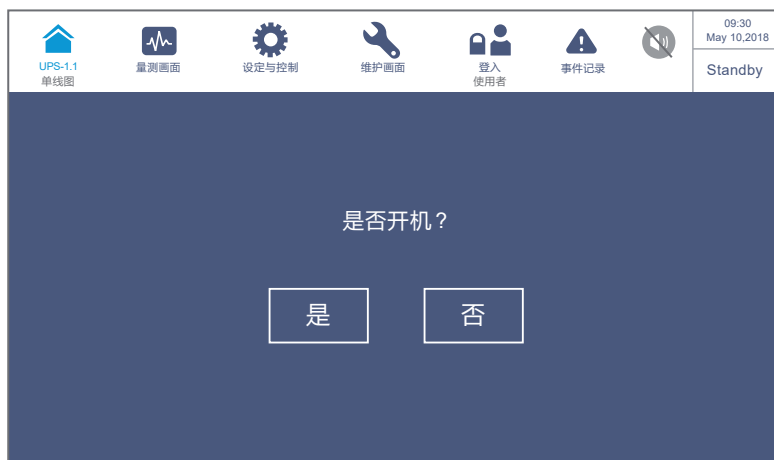 UPS-1.1
单线图
量测画面
设定与控制
维护画面
登入
使用者
事件记录
09:30
May 10,2018
Standby
是否开机？
是
否